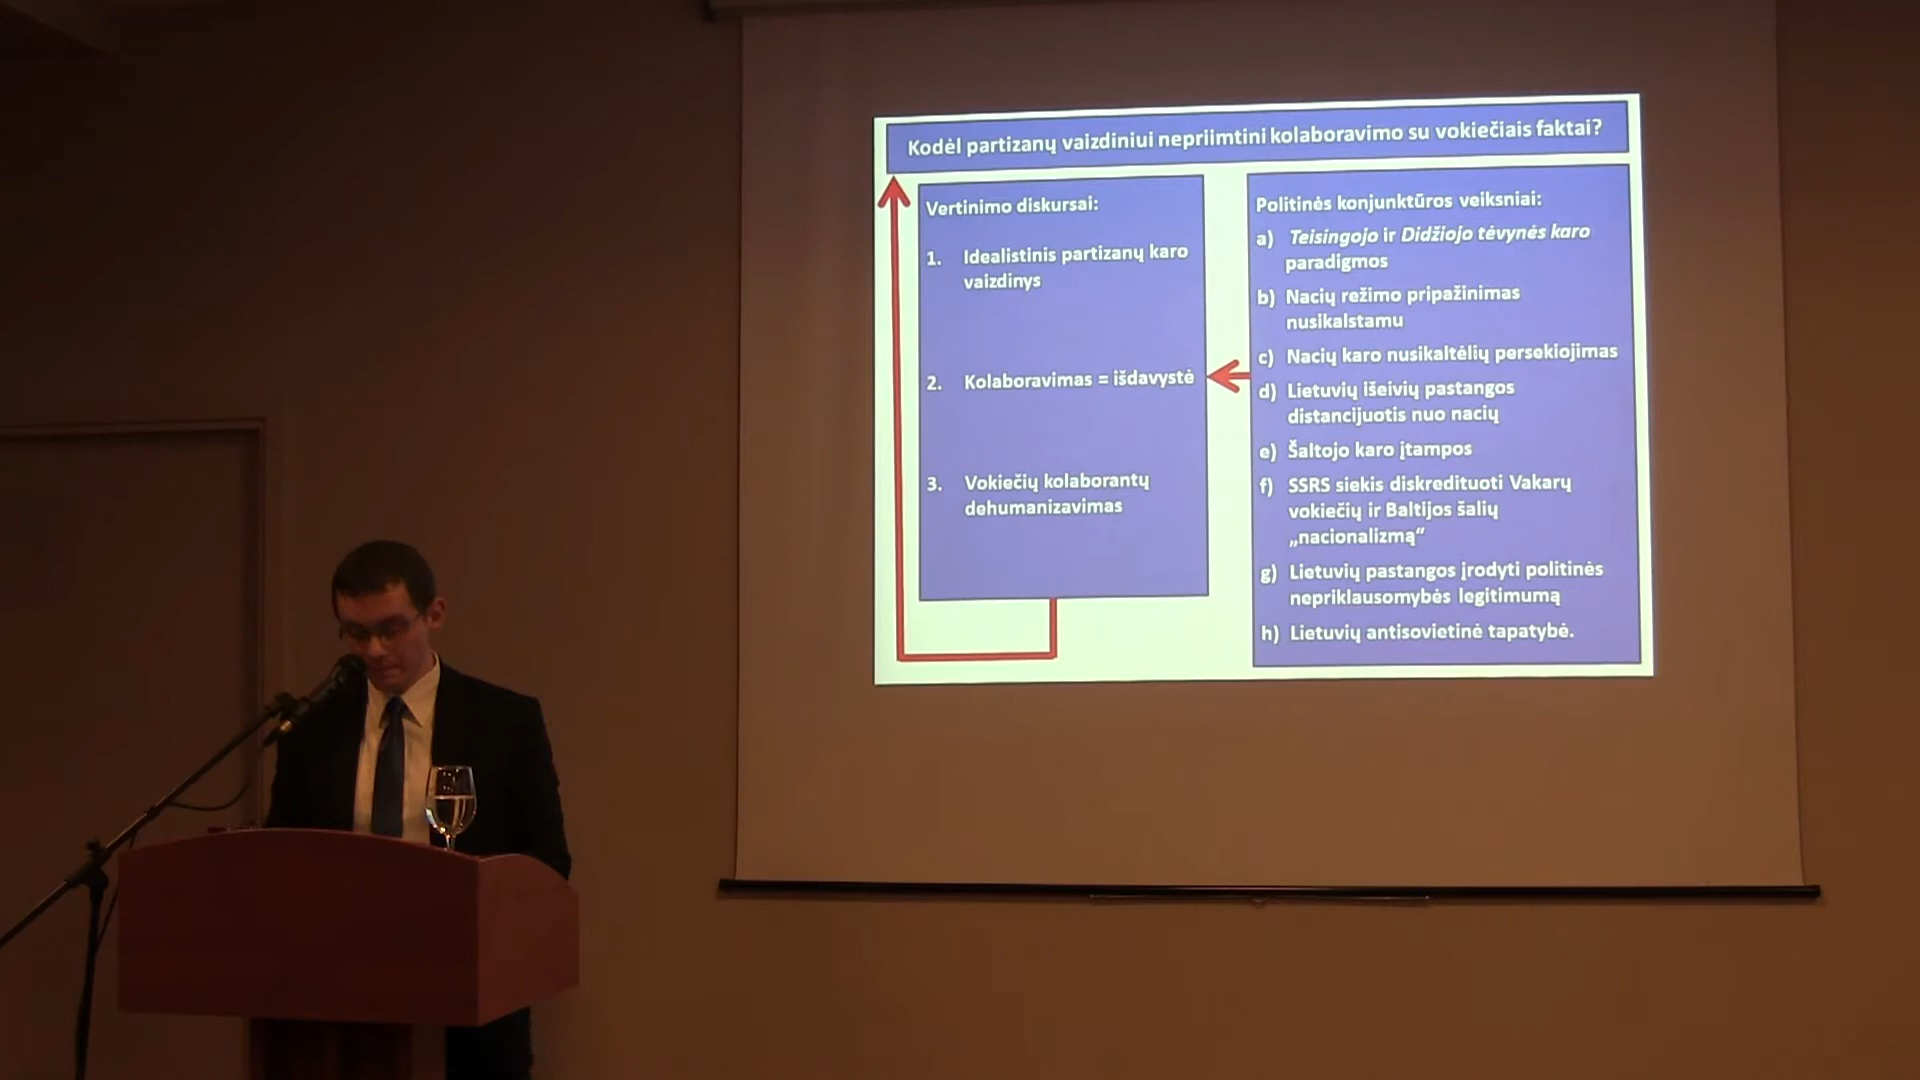 Kodėl partizanų vaizdiniui nepriimtini kolaboravimo su vokiečiais faktai?
Vertinimo diskursai:
1. Idealistinis partizanų karo
vaizdinys
2. Kolaboravimas = išdavystė
3. Vokiečių kolaborantų
dehumanizavimas
Politinės konjunktūros veiksniai:
a) Teisingojo ir Didžiojo tėvynės karo
paradigmos
b) Nacių režimo pripažinimas
nusikalstamu
c) Nacių karo nusikaltėlių persekiojimas
d) Lietuvių išeivių pastangos
distancijuotis nuo nacių
e) Šaltojo karo įtampos
f) SSRS siekis diskredituoti Vakarų
vokiečių ir Baltijos šalių
„nacionalizmą“
g) Lietuvių pastangos įrodyti politinės
nepriklausomybės legitimumą
h) Lietuvių antisovietinė tapatybė.